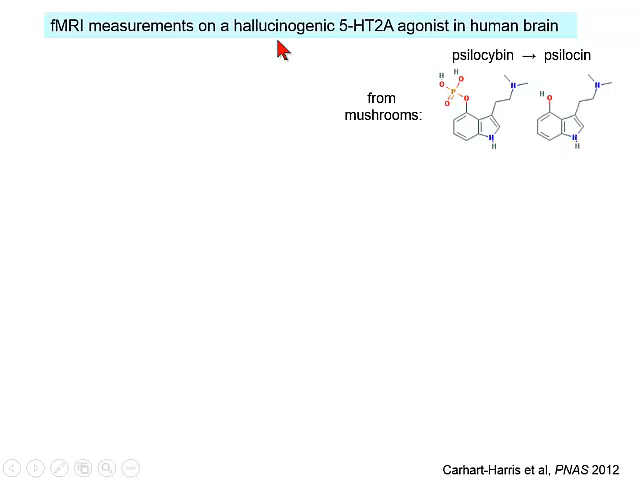 fMRI measurements on a hallucinogenic 5-HT2A agonist in human brain
psilocybin → psilocin
from
mushrooms:
H H
O O
P
O O
N
N
H
H O
N
N
H
Carhart-Harris et al, PNAS 2012